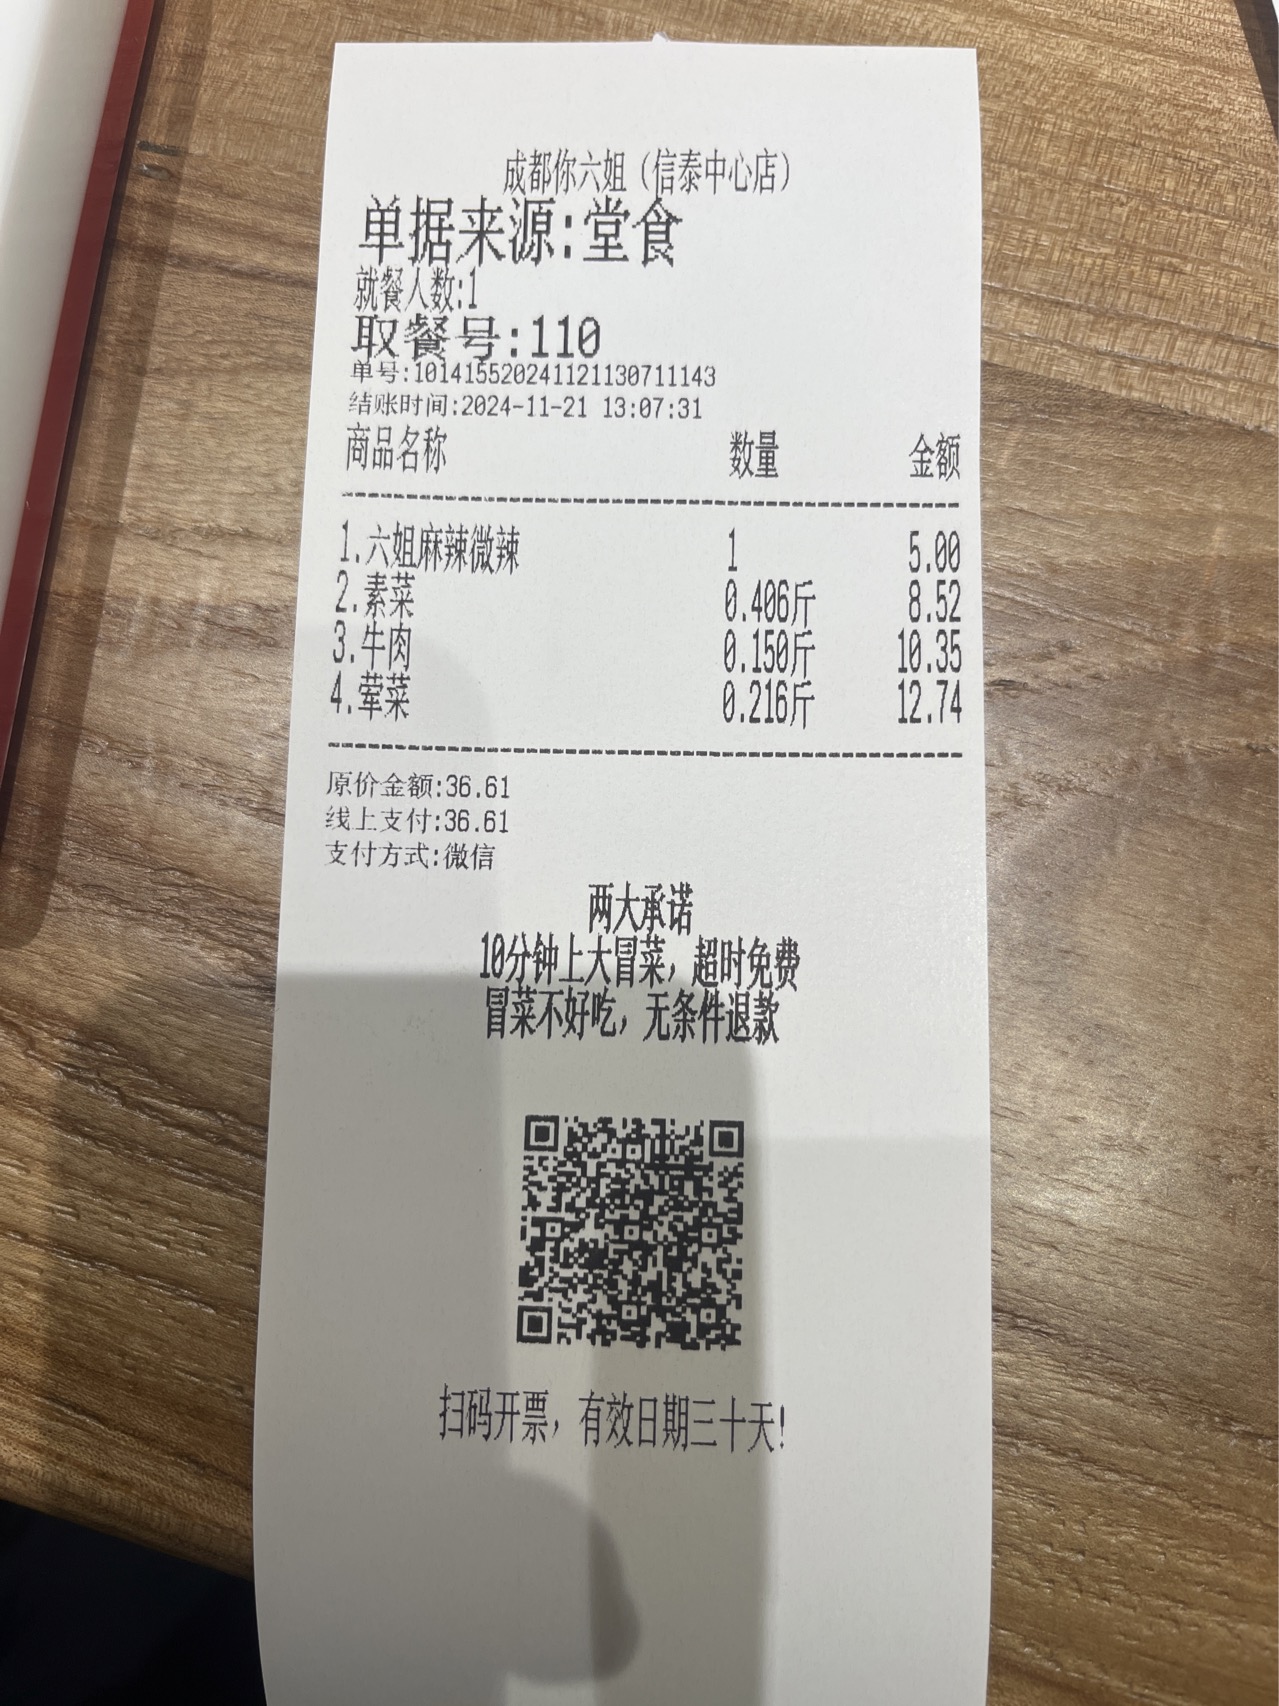 成都你六姐（信泰中心店）
单据来源:堂食
就餐人数:1
取餐号:110
单号:101415520241121130711143
结账时间:2024-11-21 13:07:31
商品名称 数量 金额
1.六姐麻辣微辣 1 5.00
2.素菜 0.406斤 8.52
3.牛肉 0.150斤 10.35
4.荤菜 0.216斤 12.74
原价金额:36.61
线上支付:36.61
支付方式:微信
两大承诺
10分钟上大冒菜，超时免费
冒菜不好吃，无条件退款
扫码开票，有效日期三十天!